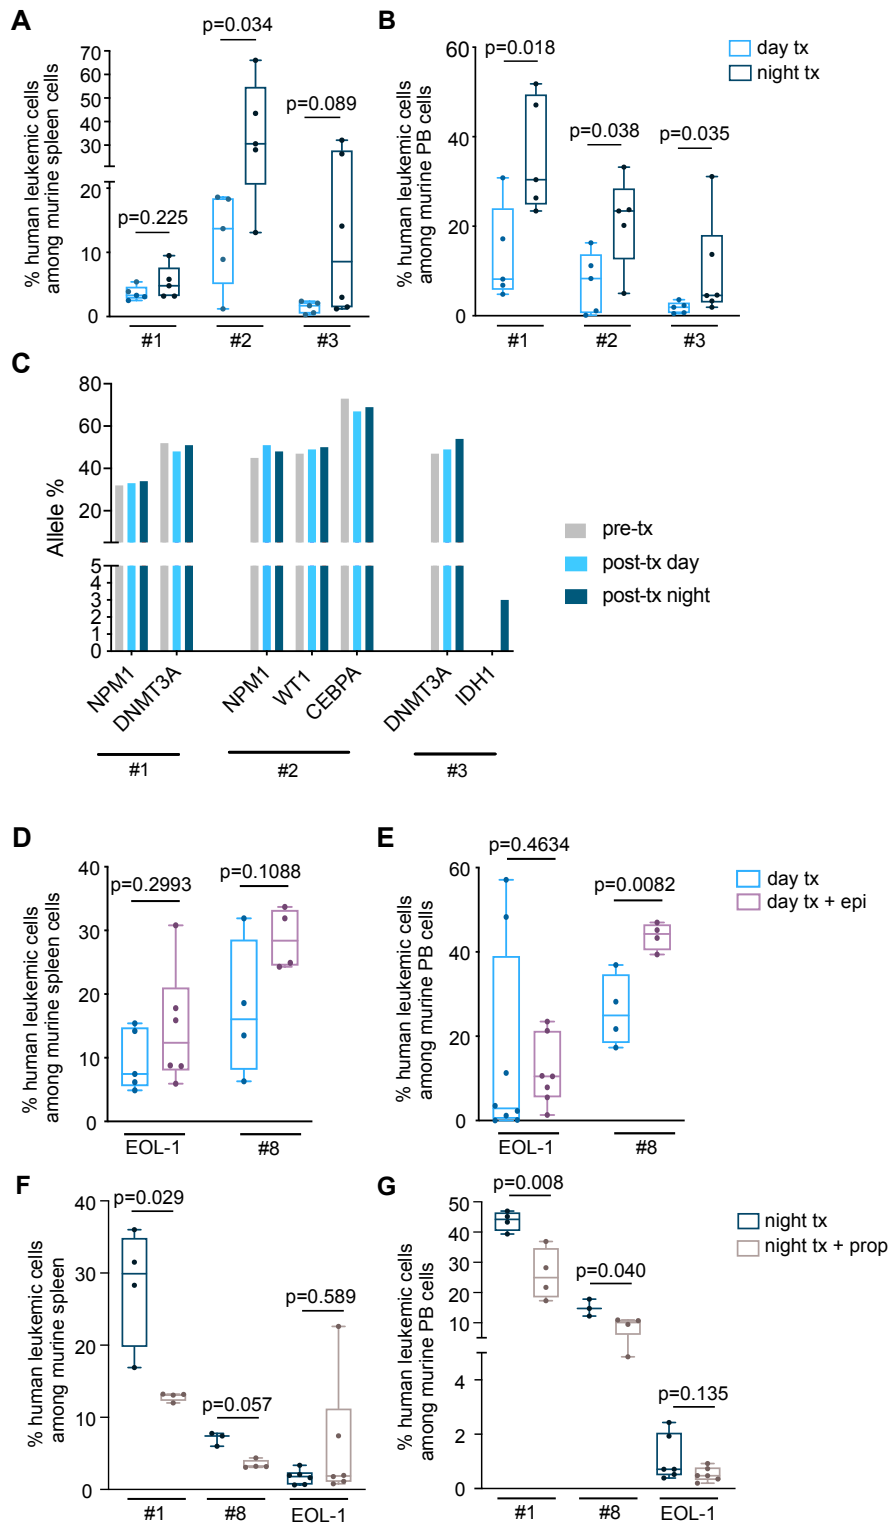 A
% human leukemic cells
among murine spleen cells
70
60
50
40
30
20
10
0
p=0.225
p=0.034
p=0.089
#1
#2
#3
B
% human leukemic cells
among murine PB cells
60
40
20
0
p=0.018
p=0.038
p=0.035
#1
#2
#3
day tx
night tx
C
Allele %
80
60
40
20
5
4
3
2
1
0
NPM1
DNMT3A
NPM1
WT1
CEBPA
DNMT3A
IDH1
#1
#2
#3
pre-tx
post-tx day
post-tx night
D
% human leukemic cells
among murine spleen cells
40
30
20
10
0
p=0.2993
p=0.1088
EOL-1
#8
E
% human leukemic cells
among murine PB cells
60
40
20
0
p=0.4634
p=0.0082
EOL-1
#8
day tx
day tx + epi
F
% human leukemic cells
among murine spleen
40
30
20
10
0
p=0.029
p=0.057
p=0.589
#1
#8
EOL-1
G
% human leukemic cells
among murine PB cells
50
40
30
20
10
4
2
0
p=0.008
p=0.040
p=0.135
#1
#8
EOL-1
night tx
night tx + prop